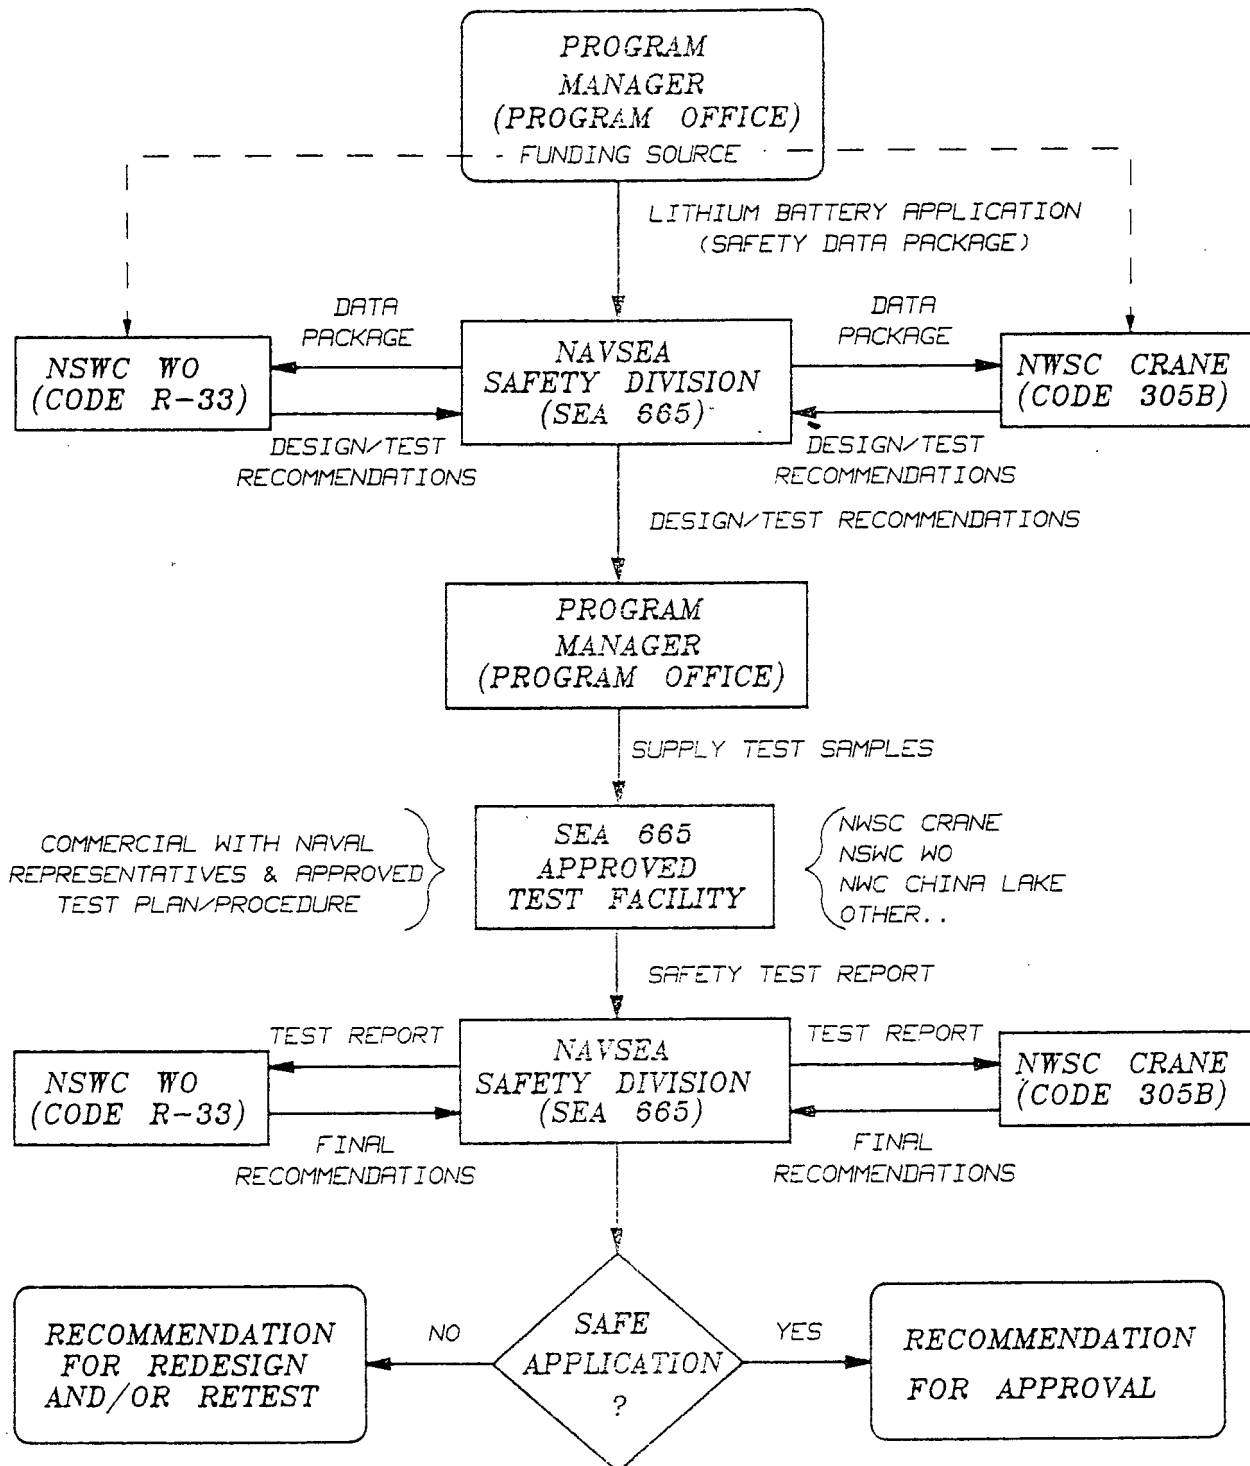 PROGRAM
MANAGER
(PROGRAM OFFICE)
FUNDING SOURCE
LITHIUM BATTERY APPLICATION
(SAFETY DATA PACKAGE)
DATA
PACKAGE
DATA
PACKAGE
NSWC WO
(CODE R-33)
NAVSEA
SAFETY DIVISION
(SEA 665)
NWSC CRANE
(CODE 305B)
DESIGN/TEST
RECOMMENDATIONS
DESIGN/TEST
RECOMMENDATIONS
DESIGN/TEST RECOMMENDATIONS
PROGRAM
MANAGER
(PROGRAM OFFICE)
SUPPLY TEST SAMPLES
COMMERCIAL WITH NAVAL
REPRESENTATIVES & APPROVED
TEST PLAN/PROCEDURE
SEA 665
APPROVED
TEST FACILITY
NWSC CRANE
NSWC WO
NWC CHINA LAKE
OTHER..
SAFETY TEST REPORT
TEST REPORT
TEST REPORT
NSWC WO
(CODE R-33)
NAVSEA
SAFETY DIVISION
(SEA 665)
NWSC CRANE
(CODE 305B)
FINAL
RECOMMENDATIONS
FINAL
RECOMMENDATIONS
RECOMMENDATION
FOR REDESIGN
AND/OR RETEST
NO
SAFE
APPLICATION
?
YES
RECOMMENDATION
FOR APPROVAL